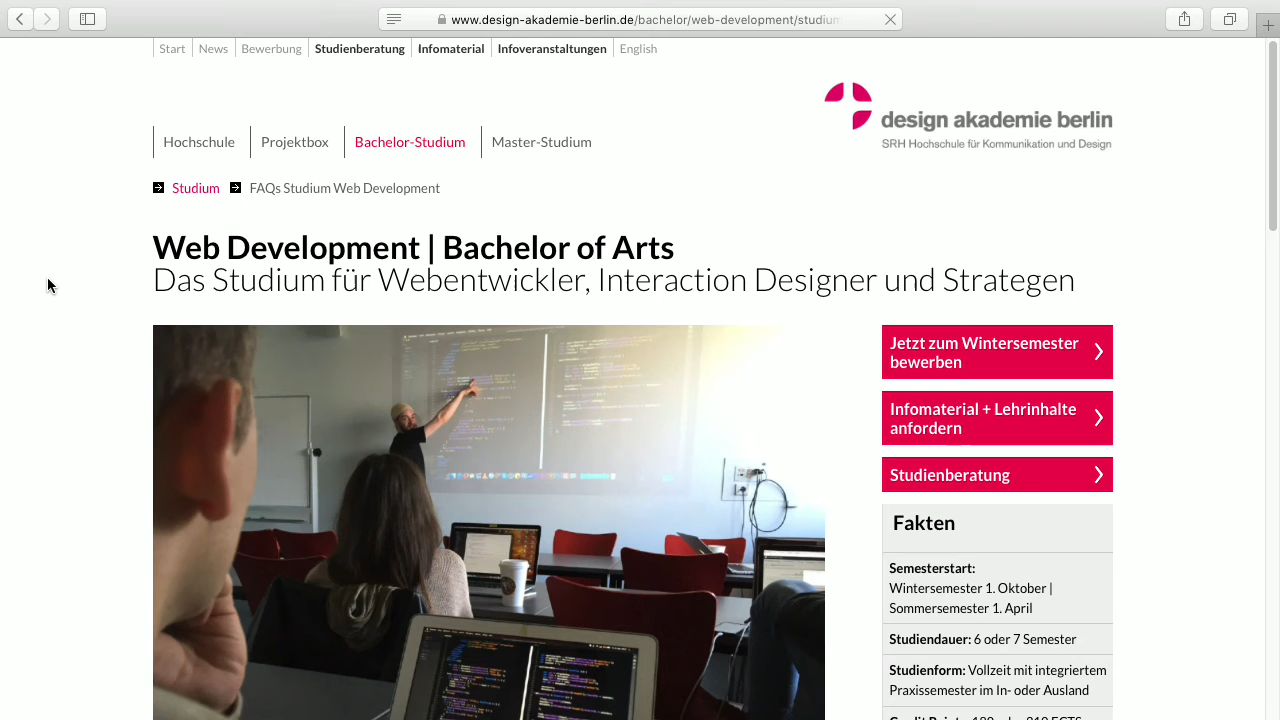 www.design-akademie-berlin.de/bachelor/web-development/studium
Start News Bewerbung Studienberatung Infomaterial Infoveranstaltungen English
design akademie berlin
SRH Hochschule für Kommunikation und Design
Hochschule Projektbox Bachelor-Studium Master-Studium
Studium FAQs Studium Web Development
Web Development | Bachelor of Arts
Das Studium für Webentwickler, Interaction Designer und Strategen
Jetzt zum Wintersemester
bewerben
Infomaterial + Lehrinhalte
anfordern
Studienberatung
Fakten
Semesterstart:
Wintersemester 1. Oktober |
Sommersemester 1. April
Studiendauer: 6 oder 7 Semester
Studienform: Vollzeit mit integriertem
Praxissemester im In- oder Ausland